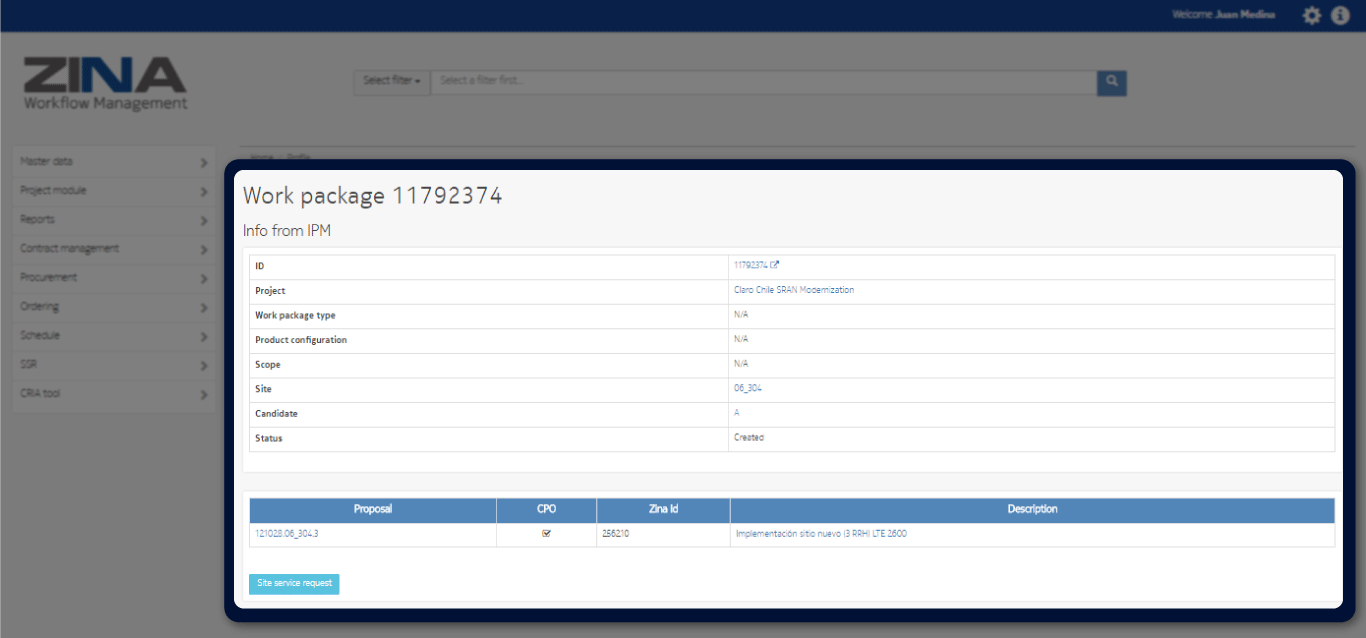 Welcome Juan Medina
ZINA
Workflow Management
Select filter
Select a filter first...
Home / Profile
Master data
Project module
Reports
Contract management
Procurement
Ordering
Schedule
SSR
CRIA tool
Work package 11792374
Info from IPM
ID 11792374
Project Claro Chile SRAN Modernization
Work package type N/A
Product configuration N/A
Scope N/A
Site 06_304
Candidate A
Status Created
Proposal CPO Zina Id Description
121028.06_304.3 256210 Implementación sitio nuevo (3 RRH) LTE 2600
Site service request